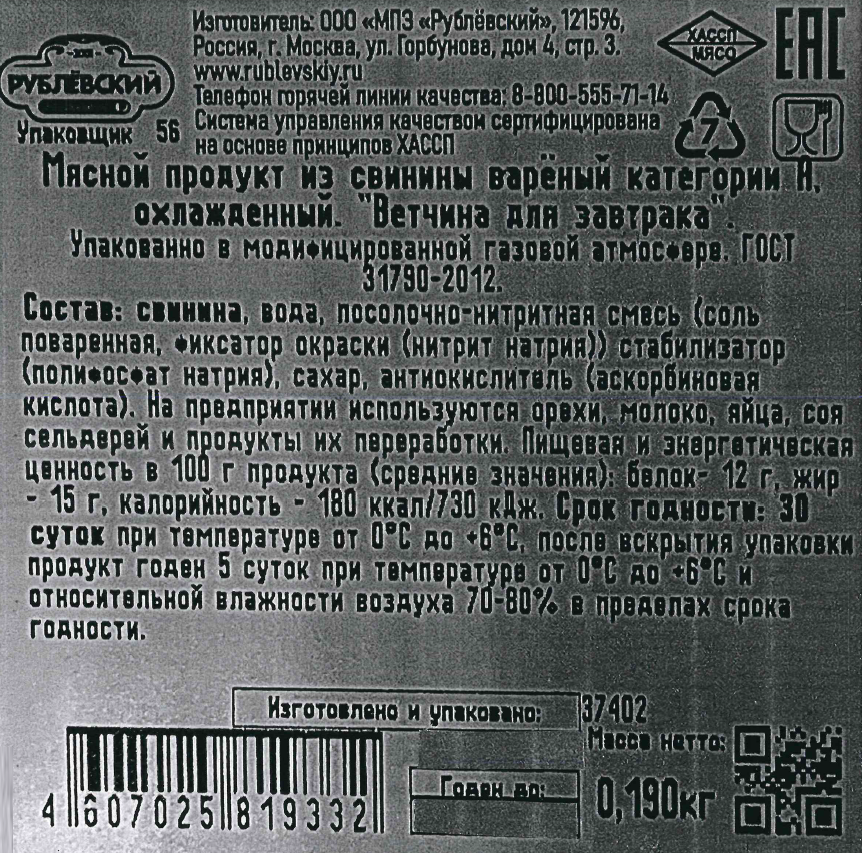 Изготовитель: ООО «МПЗ «Рублёвский», 121596,
Россия, г. Москва, ул. Горбунова, дом 4, стр. 3.
www.rublevskiy.ru
Телефон горячей линии качества: 8-800-555-71-14
Система управления качеством сертифицирована
на основе принципов ХАССП
РУБЛЁВСКИЙ
Упаковщик 56
ХАССП
МЯСО
EAC
7
Мясной продукт из свинины варёный категории И.
охлажденный. "Ветчина для завтрака".
Упакованно в модифицированной газовой атмосфере. ГОСТ
31790-2012.
Состав: свинина, вода, посолочно-нитритная смесь (соль
поваренная, фиксатор окраски (нитрит натрия)) стабилизатор
(полифосфат натрия), сахар, антиокислитель (аскорбиновая
кислота). На предприятии используются орехи, молоко, яйца, соя
сельдерей и продукты их переработки. Пищевая и энергетическая
ценность в 100 г продукта (средние значения): белок- 12 г, жир
- 15 г, калорийность - 180 ккал/730 кДж. Срок годности: 30
суток при температуре от 0°С до +6°С, после вскрытия упаковки
продукт годен 5 суток при температуре от 0°С до +6°С и
относительной влажности воздуха 70-80% в пределах срока
годности.
Изготовлено и упаковано: 37402
Масса нетто:
Годен до:
0,190кг
4 607025 819332